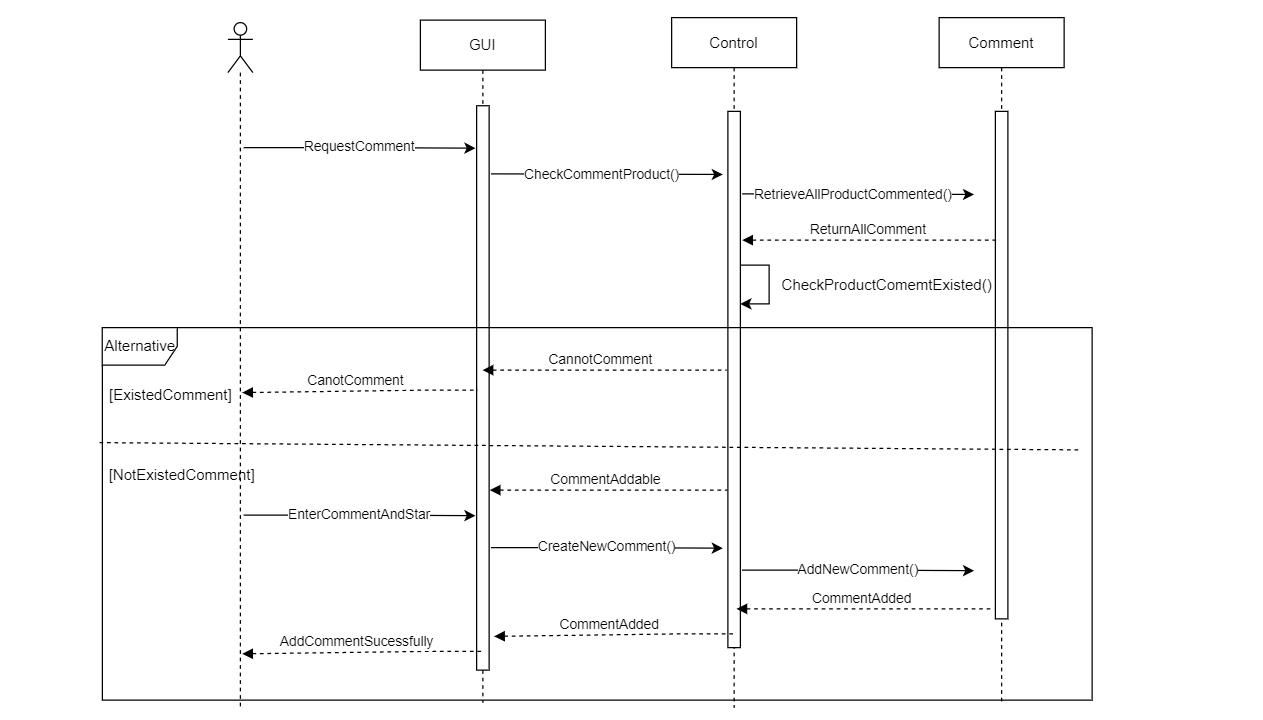 GUI
Control
Comment
RequestComment
CheckCommentProduct()
RetrieveAllProductCommented()
ReturnAllComment
CheckProductComemtExisted()
Alternative
CannotComment
CanotComment
[ExistedComment]
[NotExistedComment]
CommentAddable
EnterCommentAndStar
CreateNewComment()
AddNewComment()
CommentAdded
CommentAdded
AddCommentSucessfully